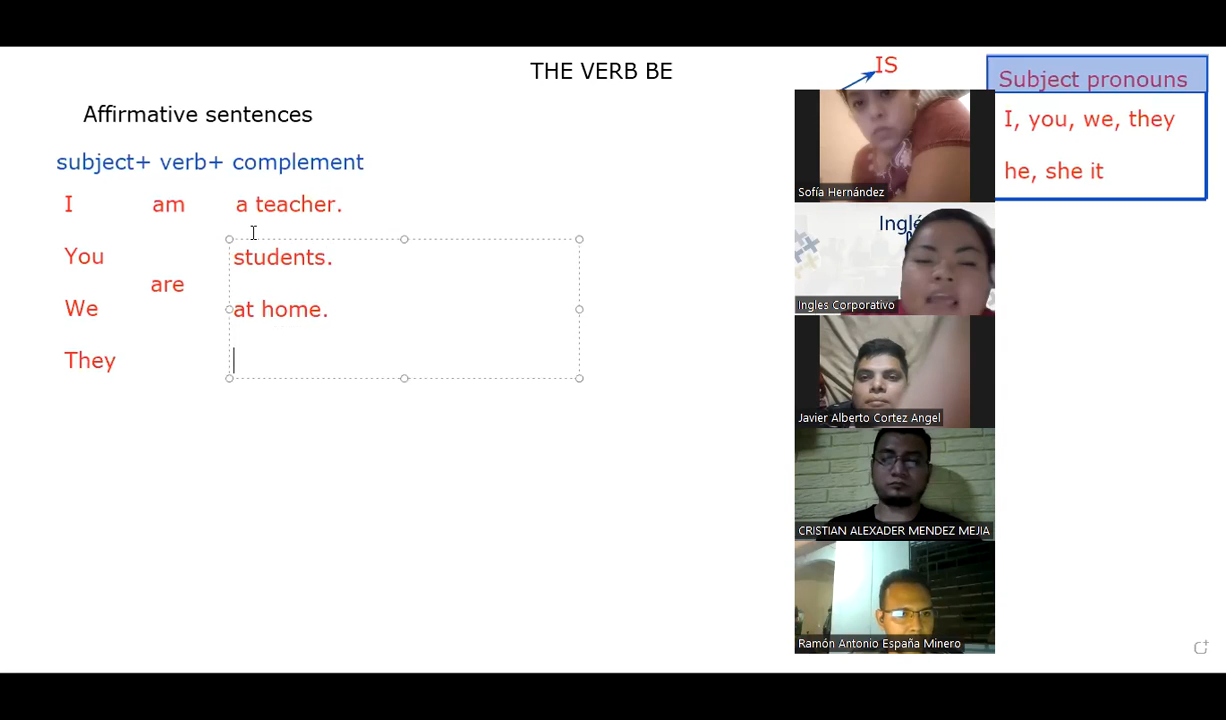 THE VERB BE
IS
Subject pronouns
I, you, we, they
he, she it
Affirmative sentences
subject+ verb+ complement
I am a teacher.
You students.
are
We at home.
They
Sofía Hernández
Inglé
Ingles Corporativo
Javier Alberto Cortez Angel
CRISTIAN ALEXADER MENDEZ MEJIA
Ramón Antonio España Minero